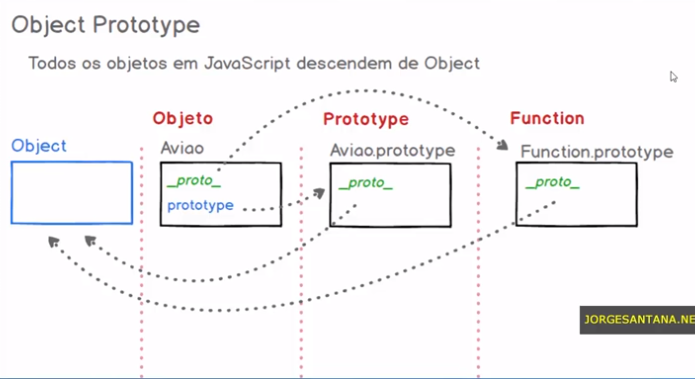 Object Prototype
Todos os objetos em JavaScript descendem de Object
Objeto
Prototype
Function
Object
Aviao
Aviao.prototype
Function.prototype
_proto_
_proto_
_proto_
prototype
JORGESANTANA.NE